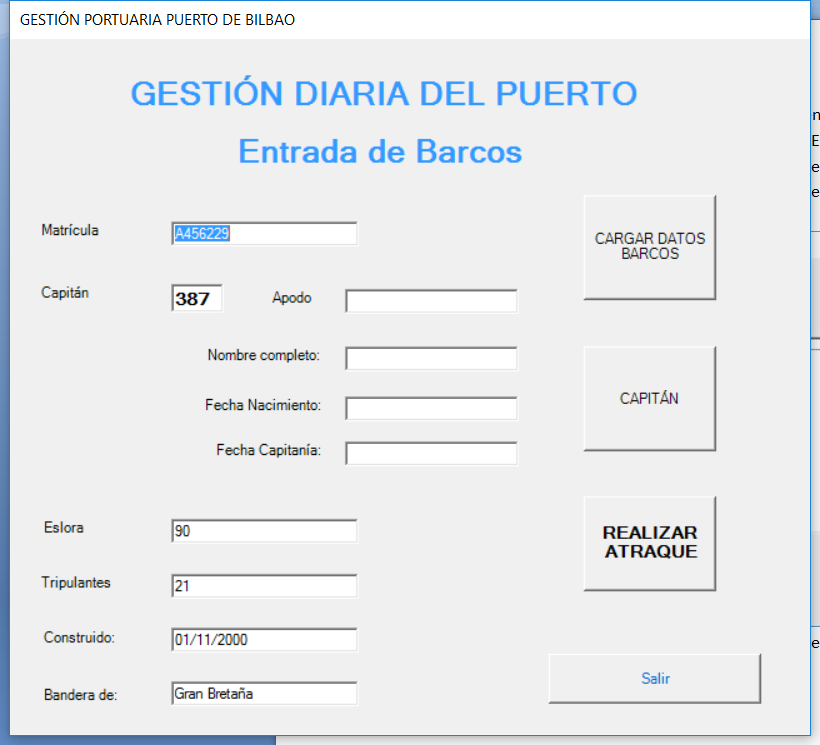 GESTIÓN PORTUARIA PUERTO DE BILBAO
GESTIÓN DIARIA DEL PUERTO
Entrada de Barcos
Matrícula
A456229
CARGAR DATOS
BARCOS
Capitán
387
Apodo
Nombre completo:
CAPITÁN
Fecha Nacimiento:
Fecha Capitanía:
Eslora
90
REALIZAR
ATRAQUE
Tripulantes
21
Construido:
01/11/2000
Bandera de:
Gran Bretaña
Salir